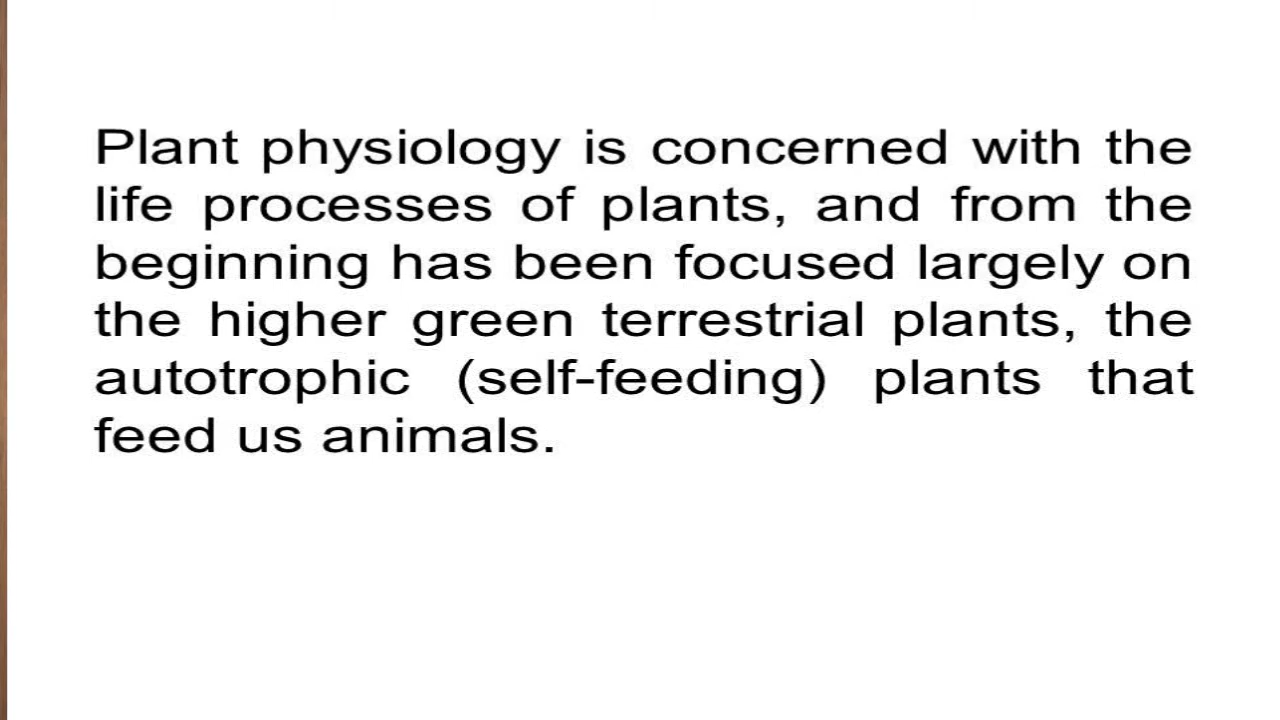 Plant physiology is concerned with the
life processes of plants, and from the
beginning has been focused largely on
the higher green terrestrial plants, the
autotrophic (self-feeding) plants that
feed us animals.